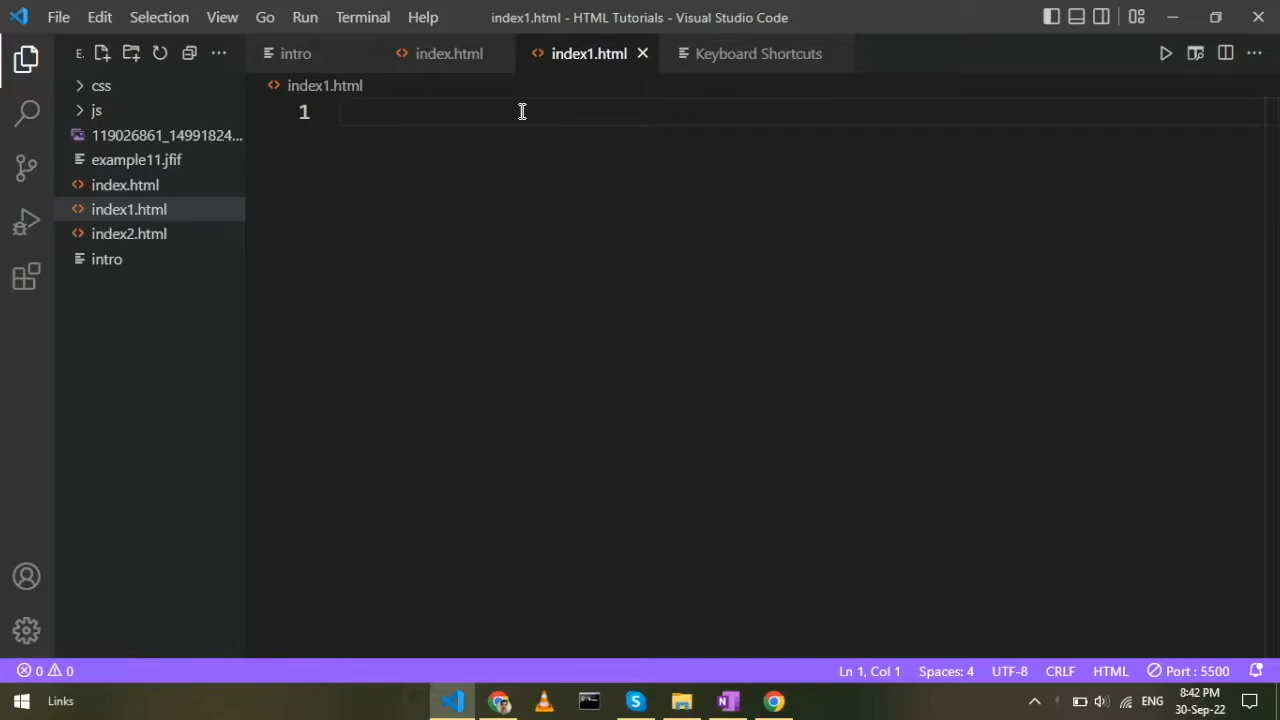 File Edit Selection View Go Run Terminal Help index1.html - HTML Tutorials - Visual Studio Code
E. intro index.html index1.html Keyboard Shortcuts
css
js
119026861_14991824...
example11.jfif
index.html
index1.html
index2.html
intro
index1.html
1
0 0 Ln 1, Col 1 Spaces: 4 UTF-8 CRLF HTML Port : 5500
Links ENG 8:42 PM
30-Sep-22